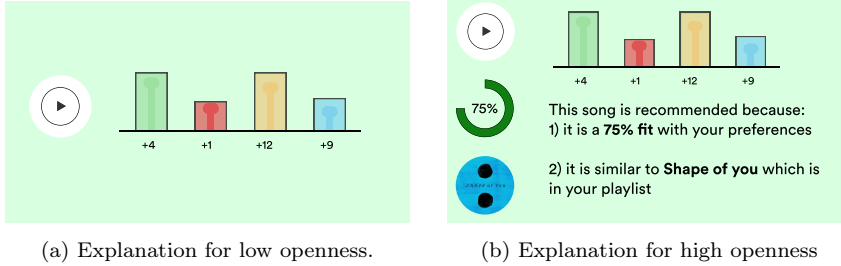 +4
+1
+12
+9
(a) Explanation for low openness.
+4
+1
+12
+9
75%
This song is recommended because:
1) it is a 75% fit with your preferences
2) it is similar to Shape of you which is
in your playlist
(b) Explanation for high openness